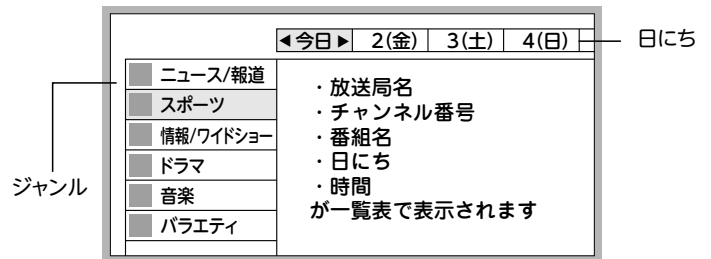 ◀今日▶ 2(金) 3(土) 4(日)
日にち
ニュース/報道
スポーツ
情報/ワイドショー
ドラマ
音楽
バラエティ
ジャンル
・放送局名
・チャンネル番号
・番組名
・日にち
・時間
が一覧表で表示されます